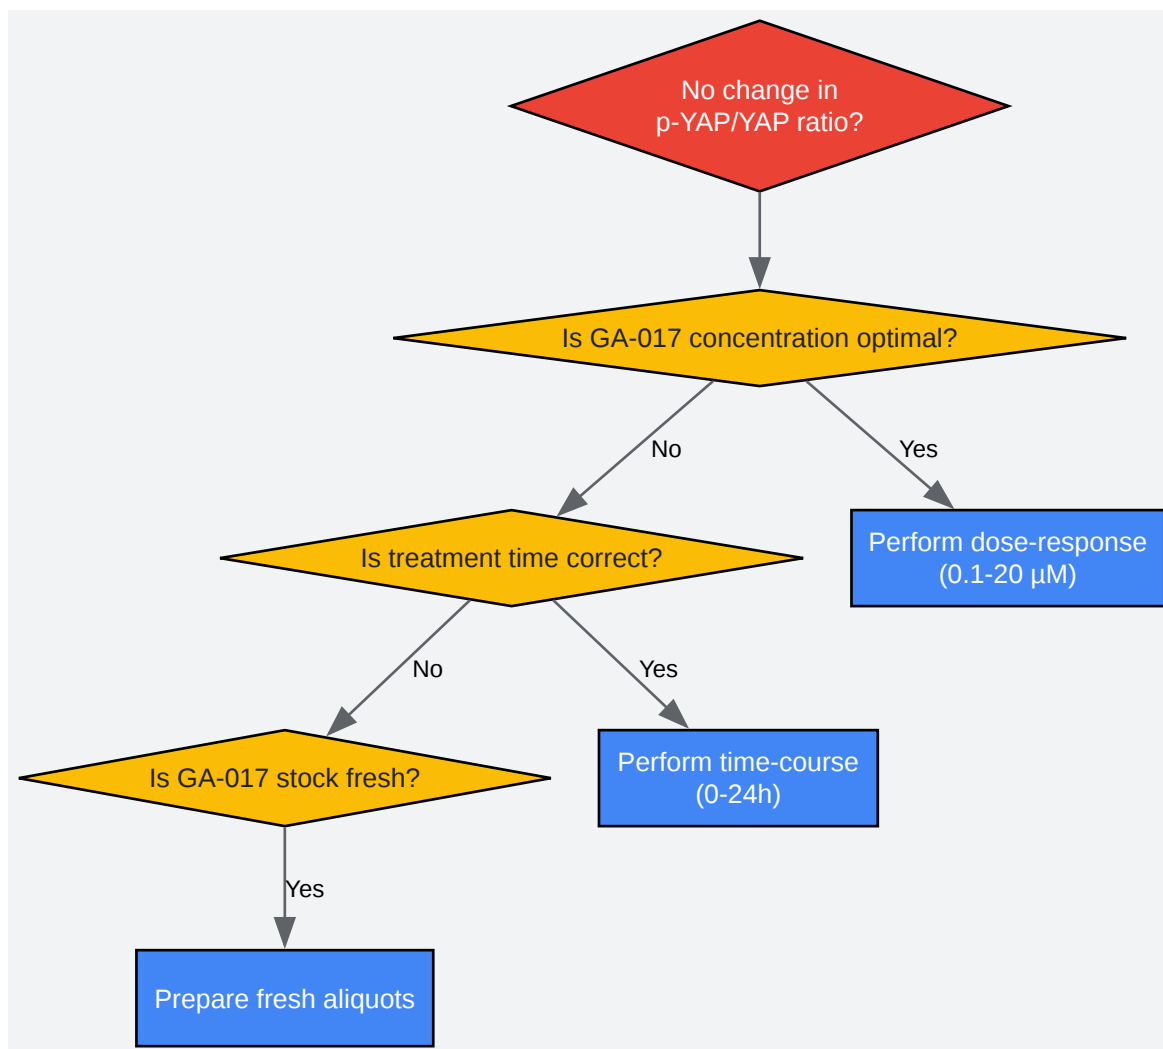 No change in
p-YAP/YAP ratio?
Is GA-017 concentration optimal?
No
Yes
Is treatment time correct?
Perform dose-response
(0.1-20 µM)
No
Yes
Is GA-017 stock fresh?
Perform time-course
(0-24h)
Yes
Prepare fresh aliquots